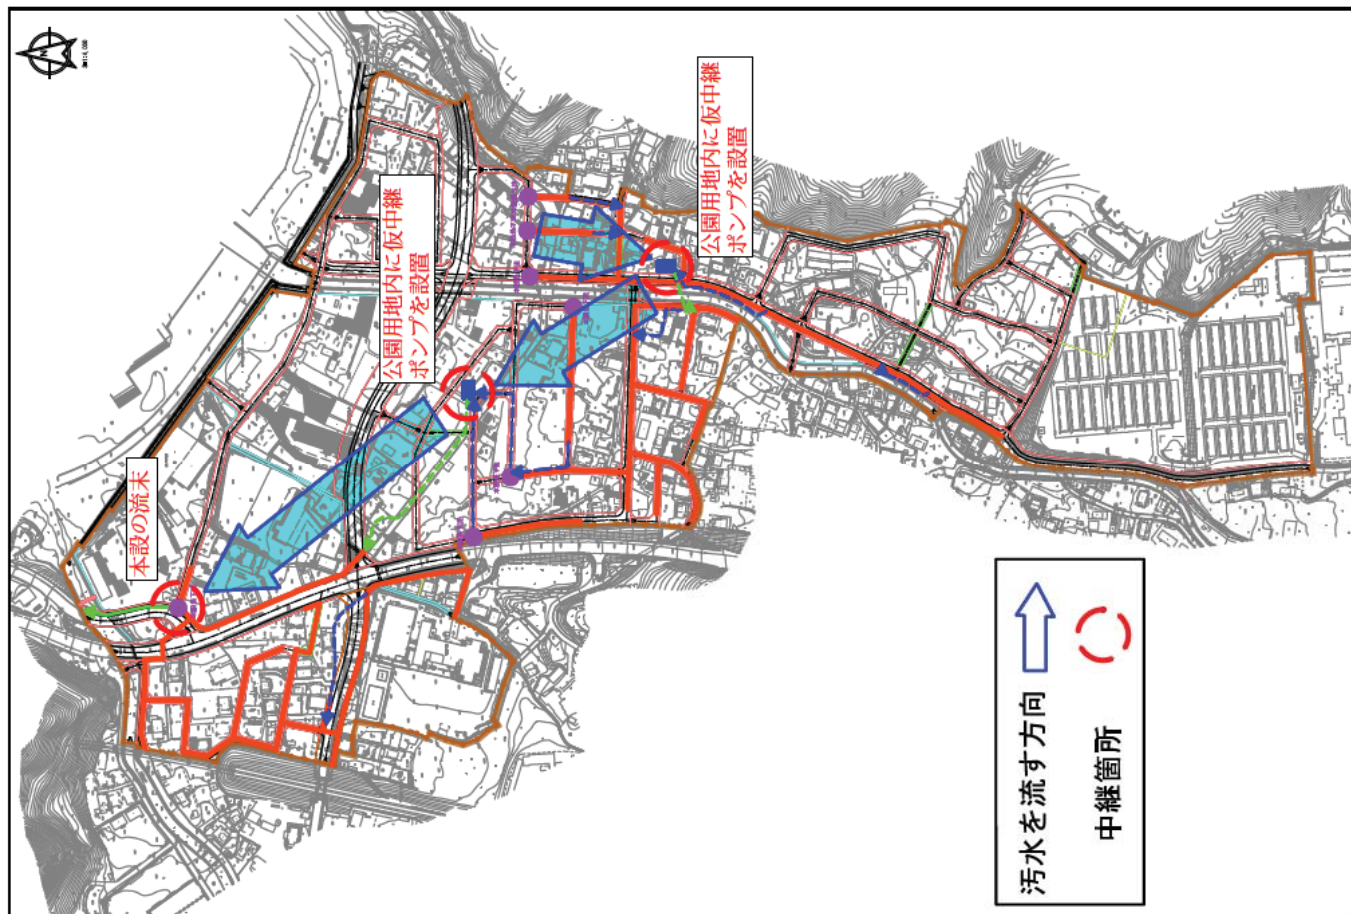 公園用地内に仮中継
ポンプを設置
公園用地内に仮中継
ポンプを設置
本設の流末
汚水を流す方向
中継箇所
N